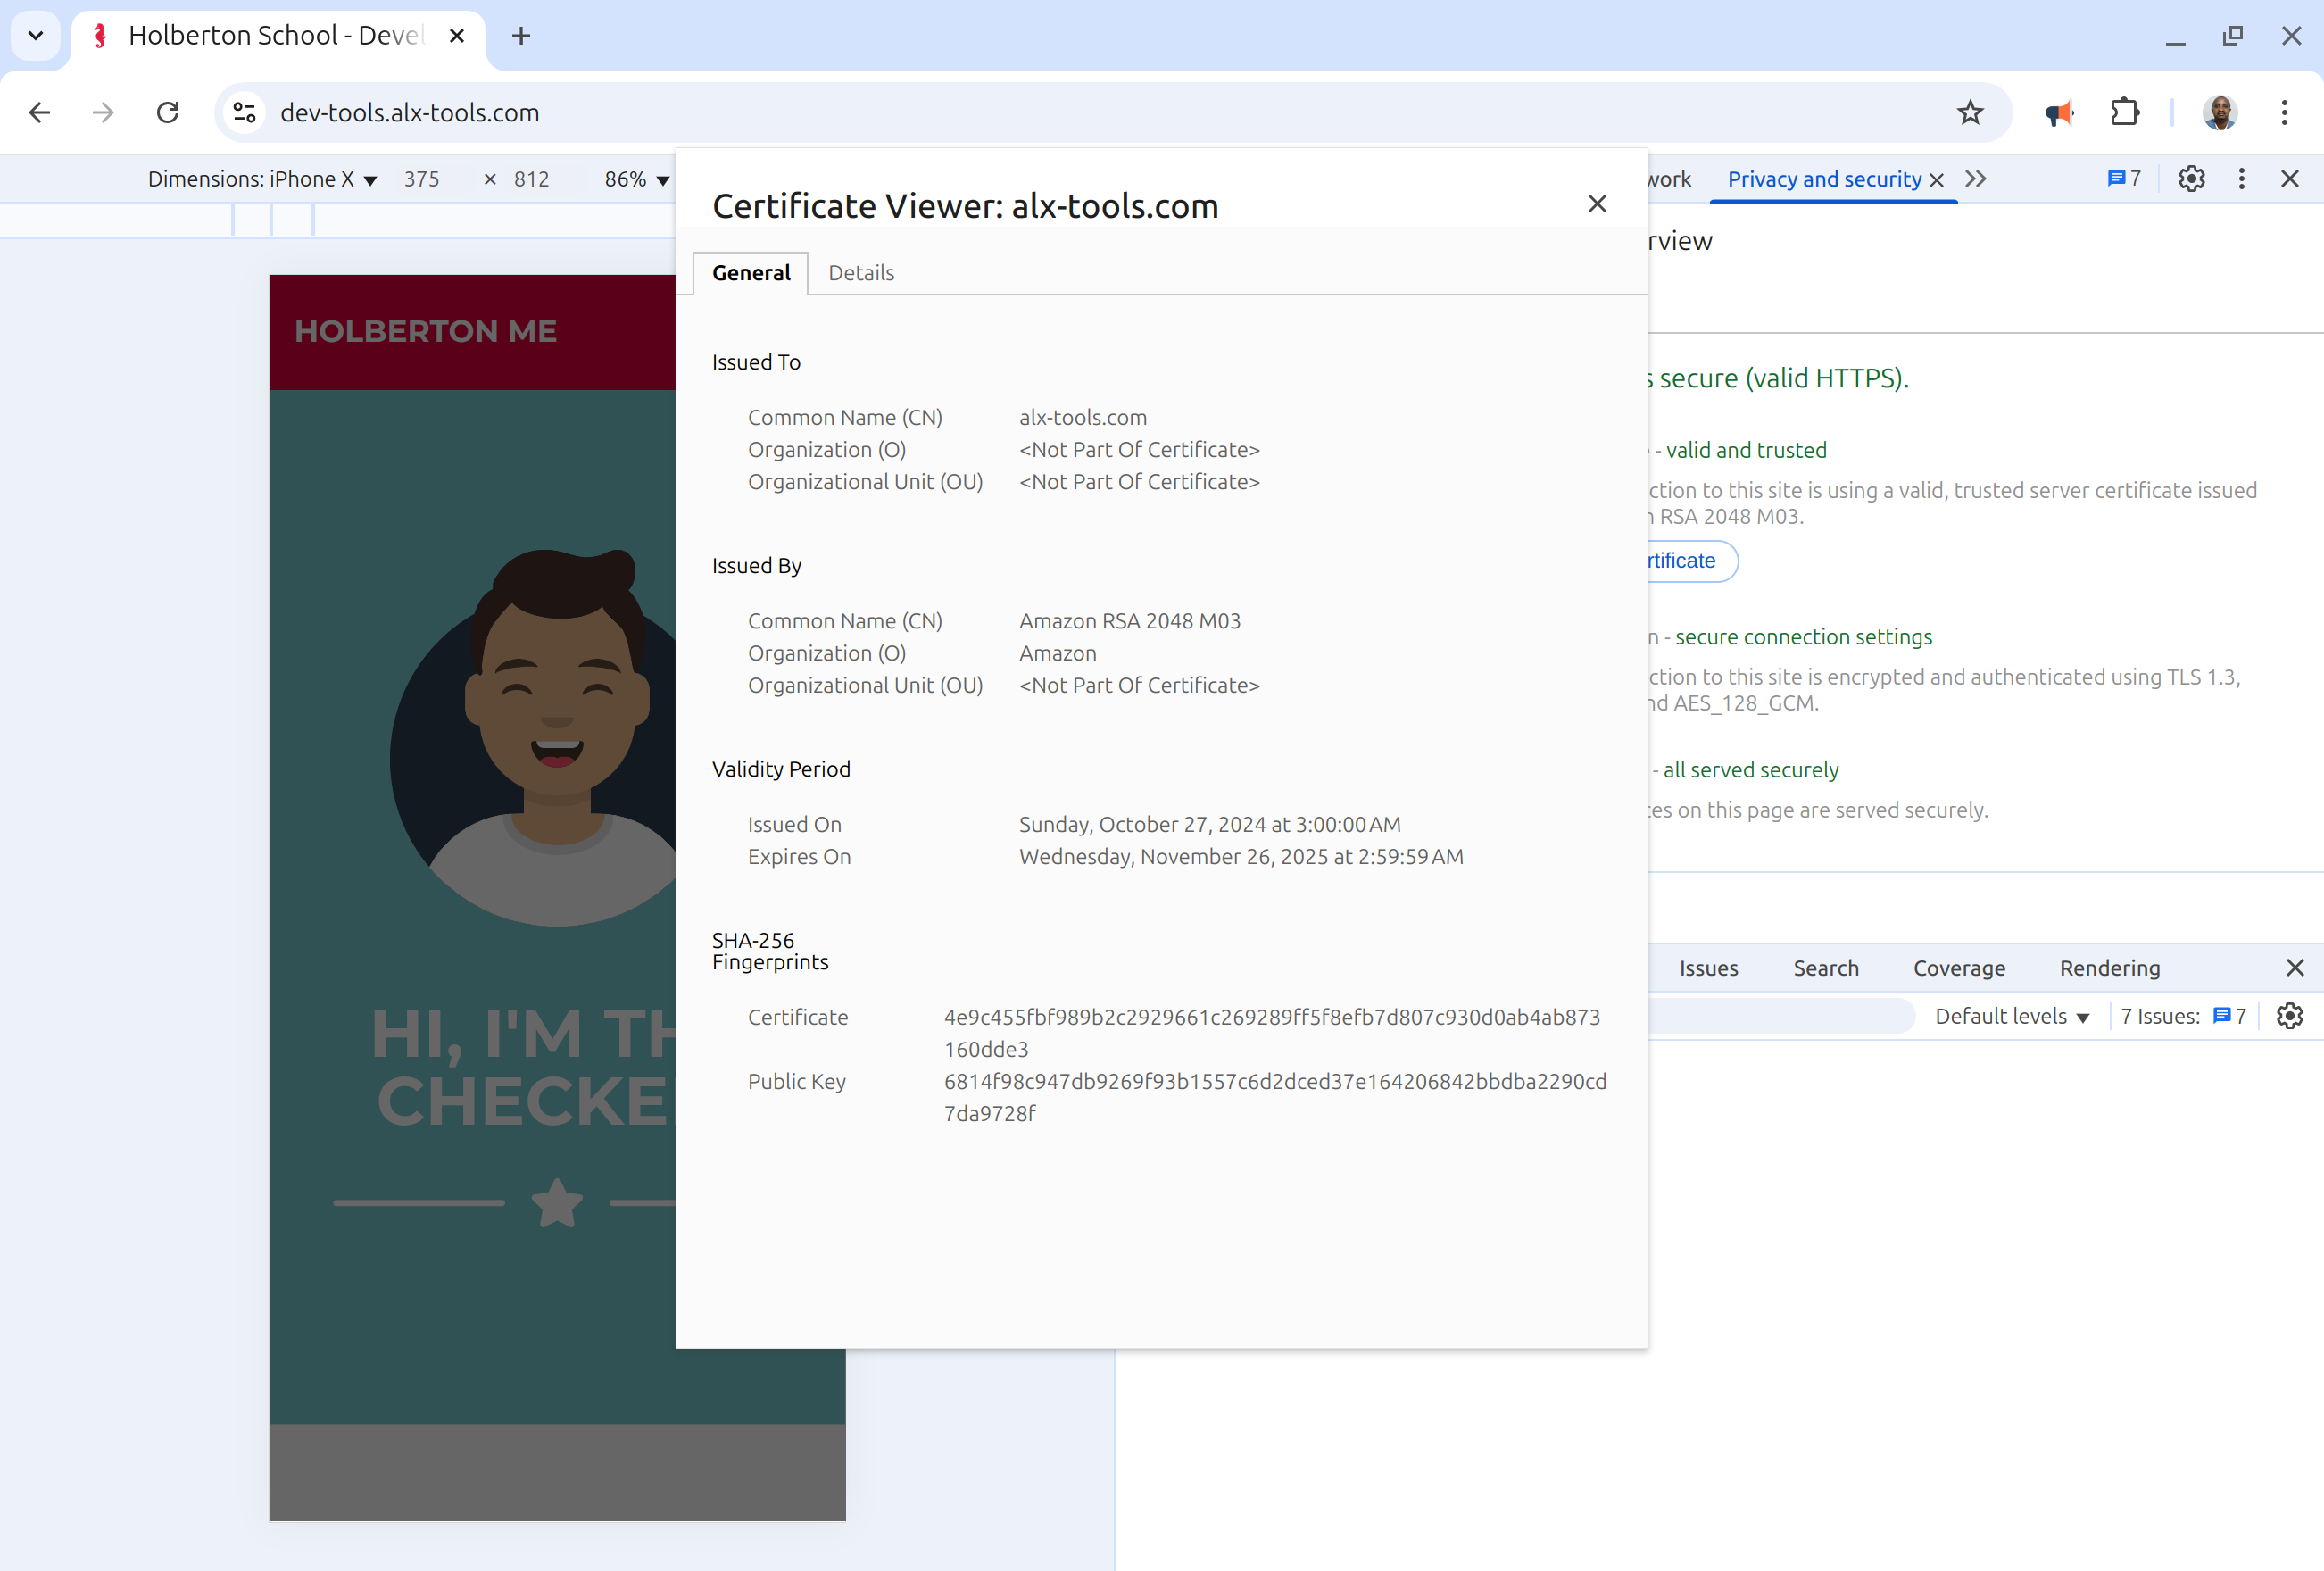 Holberton School - Devel
dev-tools.alx-tools.com
Dimensions: iPhone X 375 × 812 86%
work Privacy and security 7
Certificate Viewer: alx-tools.com
General Details
Issued To
Common Name (CN) alx-tools.com
Organization (O) <Not Part Of Certificate>
Organizational Unit (OU) <Not Part Of Certificate>
Issued By
Common Name (CN) Amazon RSA 2048 M03
Organization (O) Amazon
Organizational Unit (OU) <Not Part Of Certificate>
Validity Period
Issued On Sunday, October 27, 2024 at 3:00:00 AM
Expires On Wednesday, November 26, 2025 at 2:59:59 AM
SHA-256
Fingerprints
Certificate 4e9c455fbf989b2c2929661c269289ff5f8efb7d807c930d0ab4ab873
160dde3
Public Key 6814f98c947db9269f93b1557c6d2dced37e164206842bbdba2290cd
7da9728f
HOLBERTON ME
HI, I'M TH
CHECKE
rview
s secure (valid HTTPS).
- valid and trusted
ction to this site is using a valid, trusted server certificate issued
n RSA 2048 M03.
rtificate
n - secure connection settings
ction to this site is encrypted and authenticated using TLS 1.3,
nd AES_128_GCM.
- all served securely
es on this page are served securely.
Issues Search Coverage Rendering
Default levels 7 Issues: 7